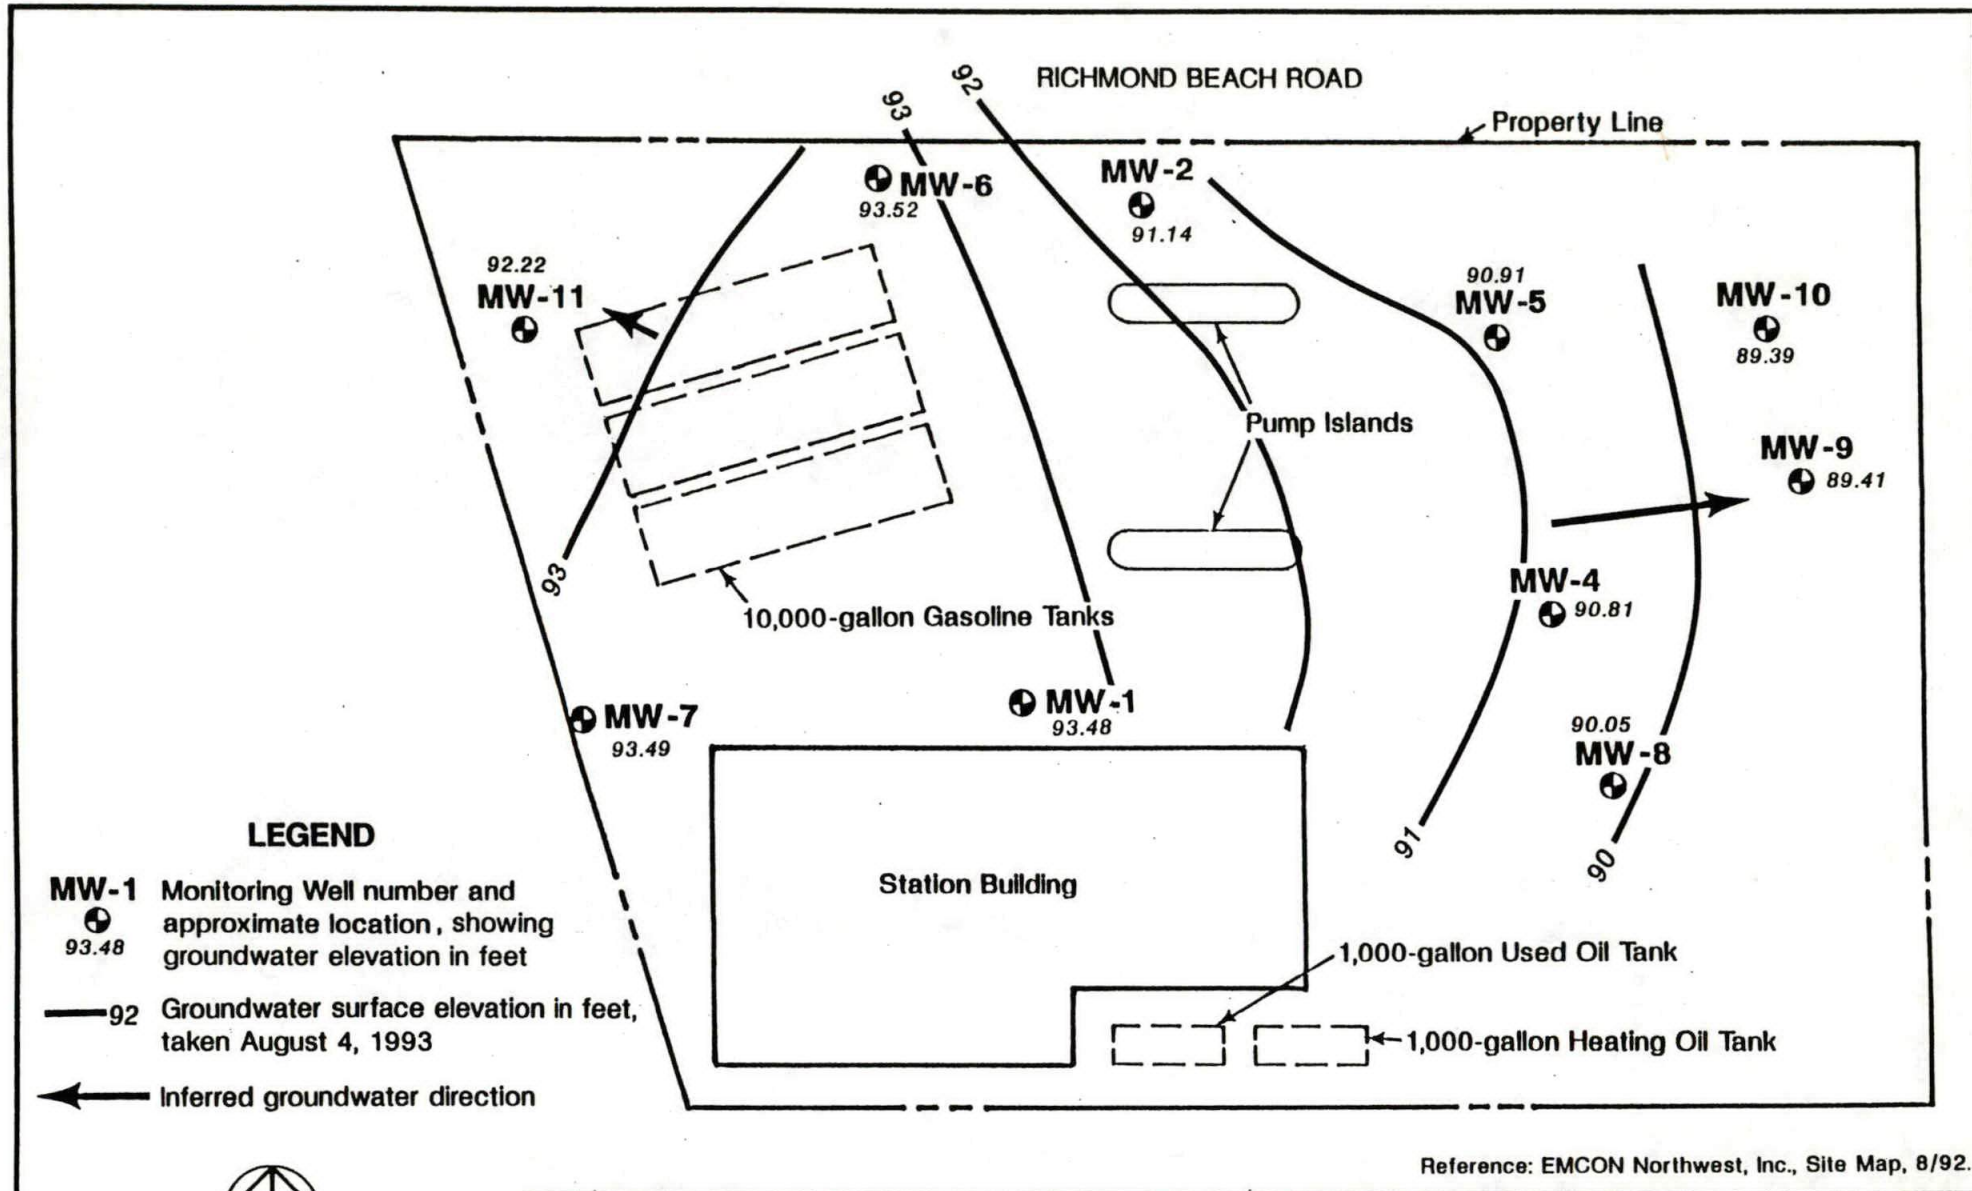 RICHMOND BEACH ROAD
92
93
Property Line
MW-6
93.52
MW-2
91.14
92.22
MW-11
90.91
MW-5
MW-10
89.39
Pump Islands
MW-9
89.41
93
10,000-gallon Gasoline Tanks
MW-4
90.81
MW-7
93.49
MW-1
93.48
90.05
MW-8
91
90
Station Building
1,000-gallon Used Oil Tank
1,000-gallon Heating Oil Tank
LEGEND
MW-1
93.48
Monitoring Well number and
approximate location, showing
groundwater elevation in feet
92
Groundwater surface elevation in feet,
taken August 4, 1993
Inferred groundwater direction
Reference: EMCON Northwest, Inc., Site Map, 8/92.